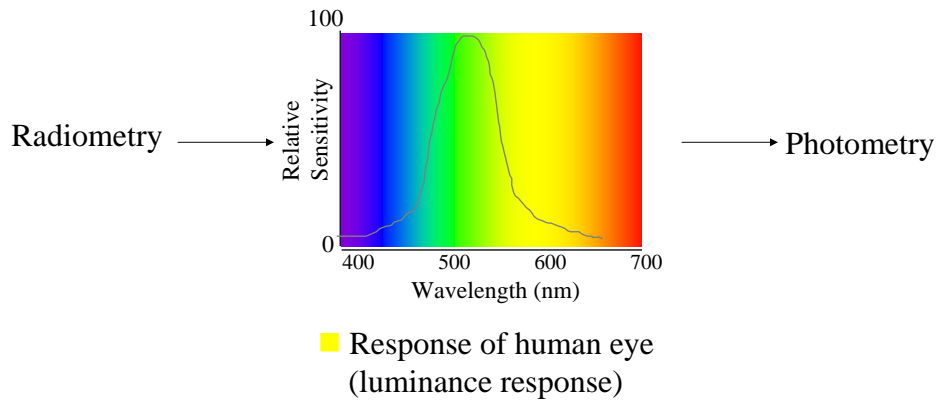 100
Radiometry
Relative
Sensitivity
Photometry
0
400 500 600 700
Wavelength (nm)
Response of human eye
(luminance response)